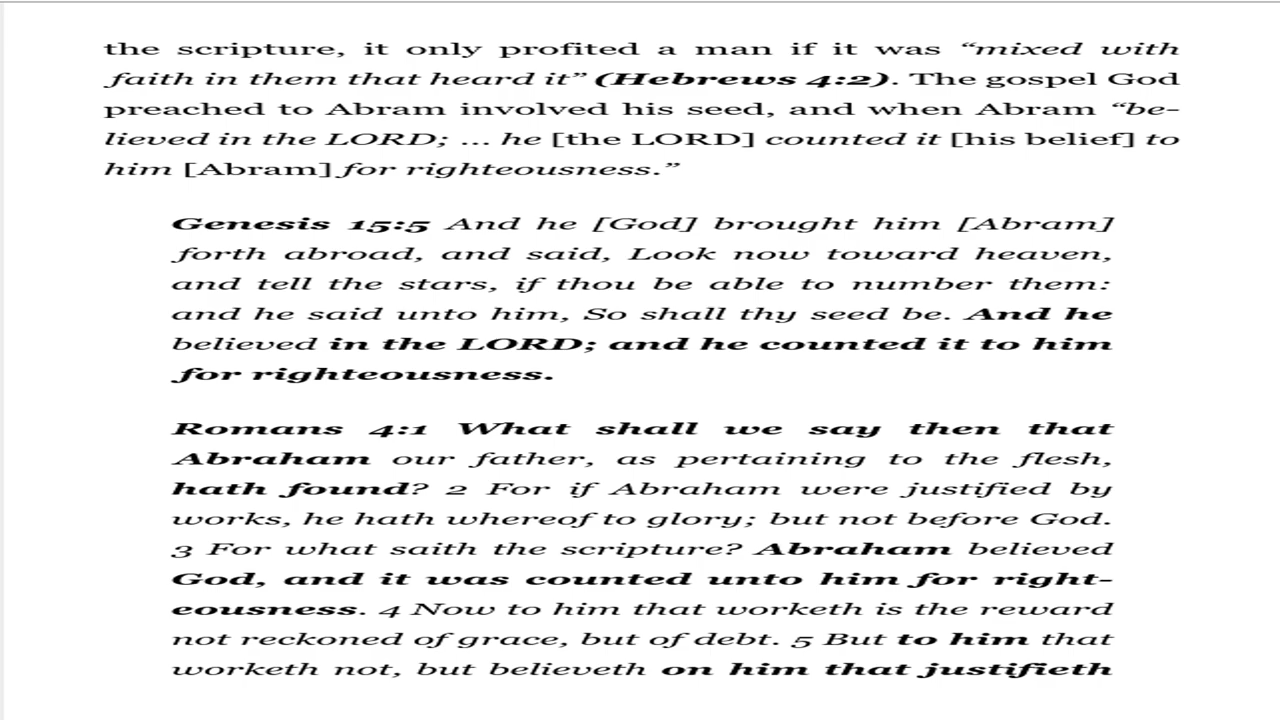 the scripture, it only profited a man if it was “mixed with
faith in them that heard it” (Hebrews 4:2). The gospel God
preached to Abram involved his seed, and when Abram “be-
lieved in the LORD; ... he [the LORD] counted it [his belief] to
him [Abram] for righteousness.”
Genesis 15:5 And he [God] brought him [Abram]
forth abroad, and said, Look now toward heaven,
and tell the stars, if thou be able to number them:
and he said unto him, So shall thy seed be. And he
believed in the LORD; and he counted it to him
for righteousness.
Romans 4:1 What shall we say then that
Abraham our father, as pertaining to the flesh,
hath found? 2 For if Abraham were justified by
works, he hath whereof to glory; but not before God.
3 For what saith the scripture? Abraham believed
God, and it was counted unto him for right-
eousness. 4 Now to him that worketh is the reward
not reckoned of grace, but of debt. 5 But to him that
worketh not, but believeth on him that justifieth